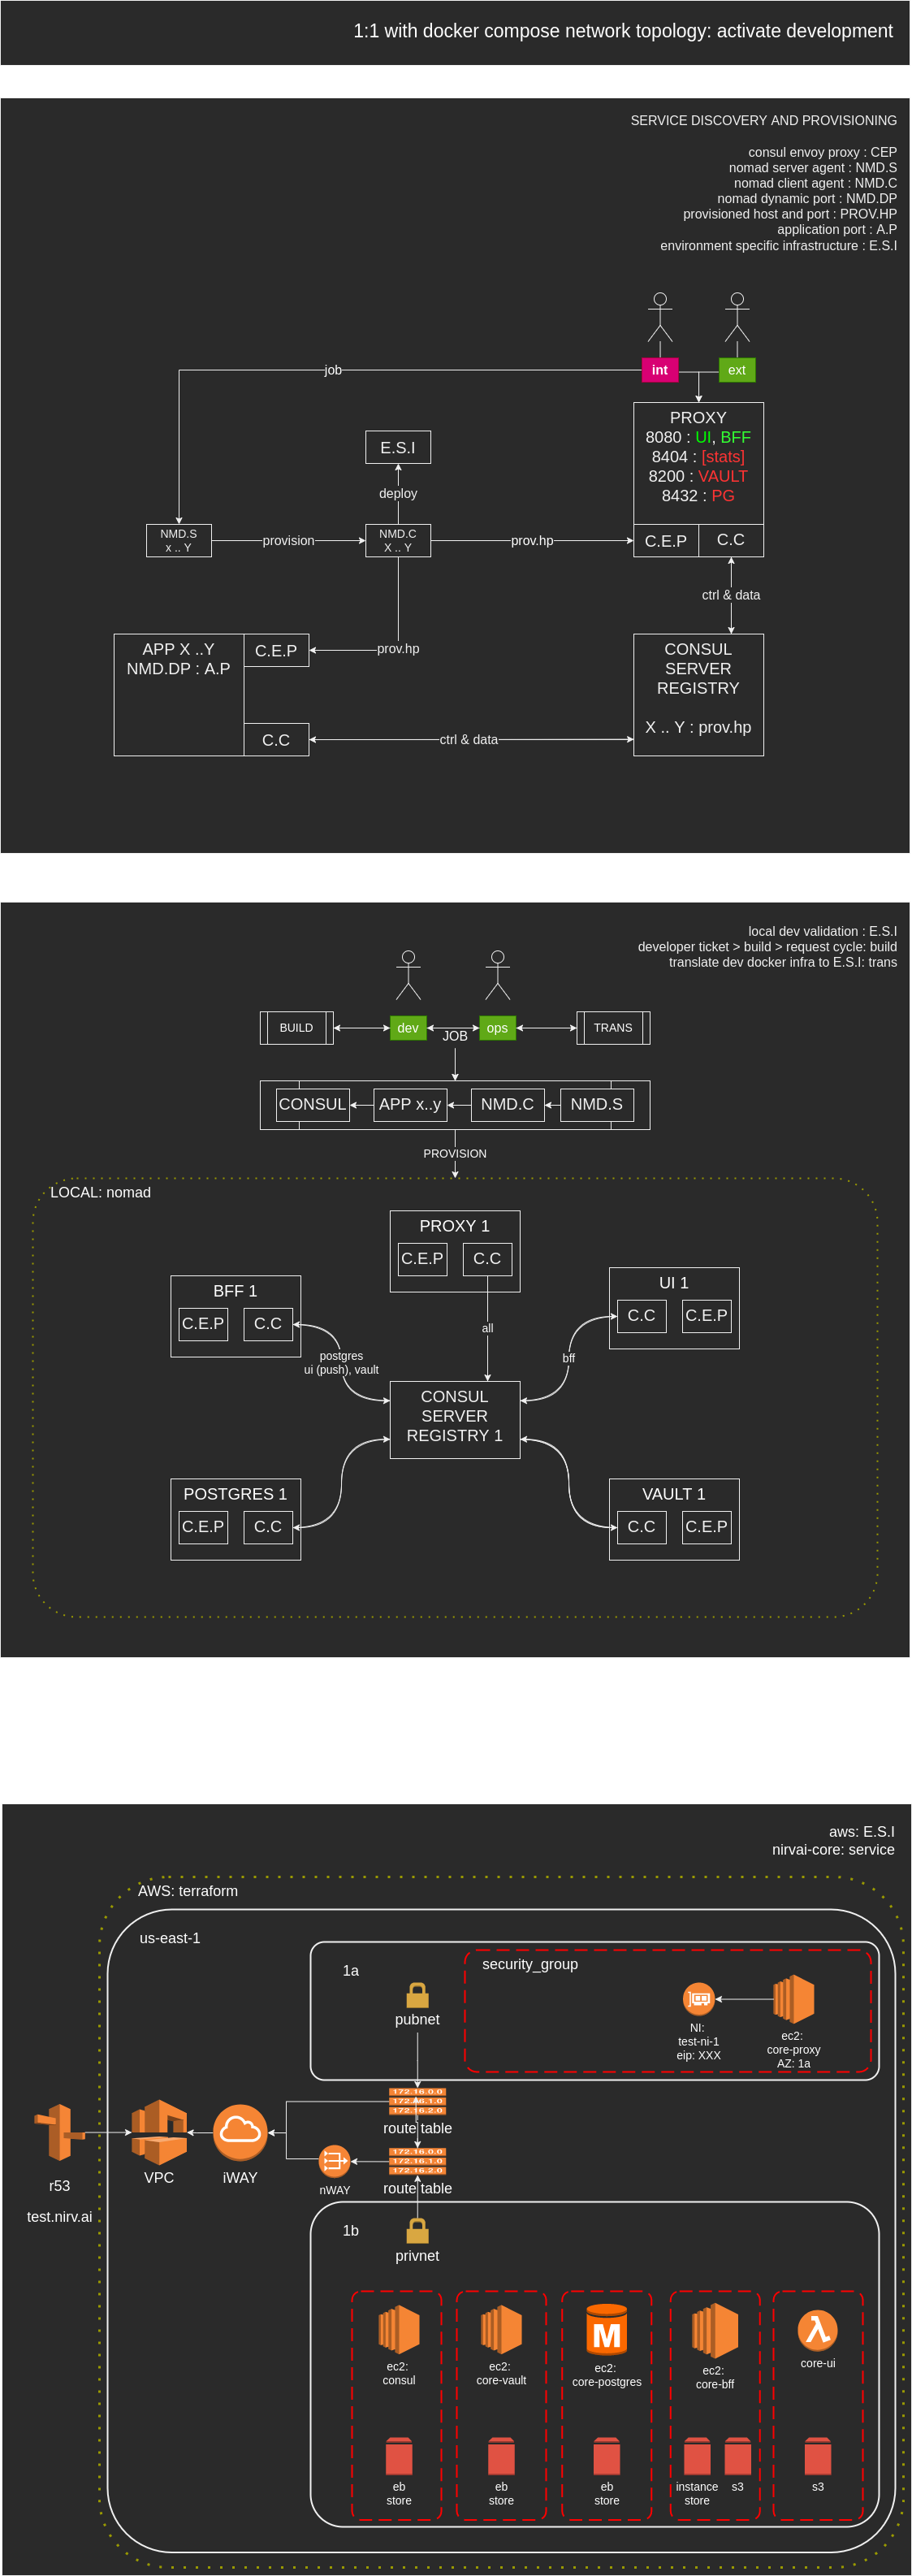 1:1 with docker compose network topology: activate development
SERVICE DISCOVERY AND PROVISIONING
consul envoy proxy : CEP
nomad server agent : NMD.S
nomad client agent : NMD.C
nomad dynamic port : NMD.DP
provisioned host and port : PROV.HP
application port : A.P
environment specific infrastructure : E.S.I
int
ext
job
PROXY
8080 : UI, BFF
8404 : [stats]
8200 : VAULT
8432 : PG
E.S.I
deploy
NMD.S
x .. Y
provision
NMD.C
X .. Y
prov.hp
C.E.P
C.C
ctrl & data
APP X ..Y
NMD.DP : A.P
C.E.P
prov.hp
CONSUL
SERVER
REGISTRY
X .. Y : prov.hp
C.C
ctrl & data
local dev validation : E.S.I
developer ticket > build > request cycle: build
translate dev docker infra to E.S.I: trans
BUILD
dev
JOB
ops
TRANS
CONSUL
APP x..y
NMD.C
NMD.S
PROVISION
LOCAL: nomad
PROXY 1
C.E.P
C.C
BFF 1
C.E.P
C.C
UI 1
C.C
C.E.P
all
postgres
ui (push), vault
bff
CONSUL
SERVER
REGISTRY 1
POSTGRES 1
C.E.P
C.C
VAULT 1
C.C
C.E.P
aws: E.S.I
nirvai-core: service
AWS: terraform
us-east-1
1a
security_group
pubnet
NI:
test-ni-1
eip: XXX
ec2:
core-proxy
AZ: 1a
172.16.0.0
172.16.1.0
172.16.2.0
route table
172.16.0.0
172.16.1.0
172.16.2.0
route table
r53
test.nirv.ai
VPC
iWAY
nWAY
1b
privnet
ec2:
consul
ec2:
core-vault
ec2:
core-postgres
ec2:
core-bff
core-ui
eb
store
eb
store
eb
store
instance
store
s3
s3